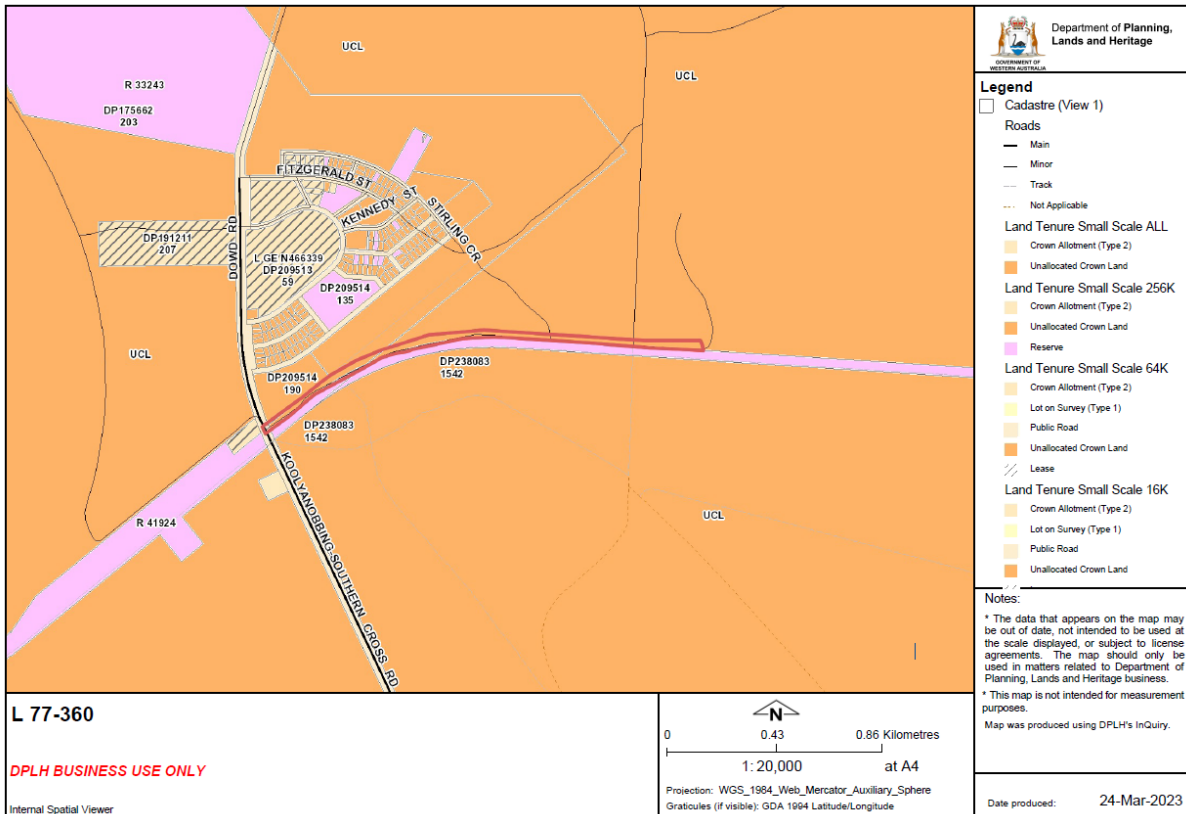 UCL
UCL
R 33243
DP175662
203
FITZGERALD ST
KENNEDY ST
STIRLING CR
DOWD RD
DP191211
207
L GE N466339
DP209513
59
DP209514
135
UCL
DP238083
1542
DP209514
190
DP238083
1542
KOOLYANOBBING-SOUTHERN CROSS RD
R 41924
UCL
Department of Planning,
Lands and Heritage
GOVERNMENT OF
WESTERN AUSTRALIA
Legend
Cadastre (View 1)
Roads
Main
Minor
Track
Not Applicable
Land Tenure Small Scale ALL
Crown Allotment (Type 2)
Unallocated Crown Land
Land Tenure Small Scale 256K
Crown Allotment (Type 2)
Unallocated Crown Land
Reserve
Land Tenure Small Scale 64K
Crown Allotment (Type 2)
Lot on Survey (Type 1)
Public Road
Unallocated Crown Land
Lease
Land Tenure Small Scale 16K
Crown Allotment (Type 2)
Lot on Survey (Type 1)
Public Road
Unallocated Crown Land
Notes:
* The data that appears on the map may
be out of date, not intended to be used at
the scale displayed, or subject to license
agreements. The map should only be
used in matters related to Department of
Planning, Lands and Heritage business.
* This map is not intended for measurement
purposes.
Map was produced using DPLH's InQuiry.
Date produced: 24-Mar-2023
L 77-360
DPLH BUSINESS USE ONLY
Internal Spatial Viewer
N
0 0.43 0.86 Kilometres
1: 20,000 at A4
Projection: WGS_1984_Web_Mercator_Auxiliary_Sphere
Graticules (if visible): GDA 1994 Latitude/Longitude